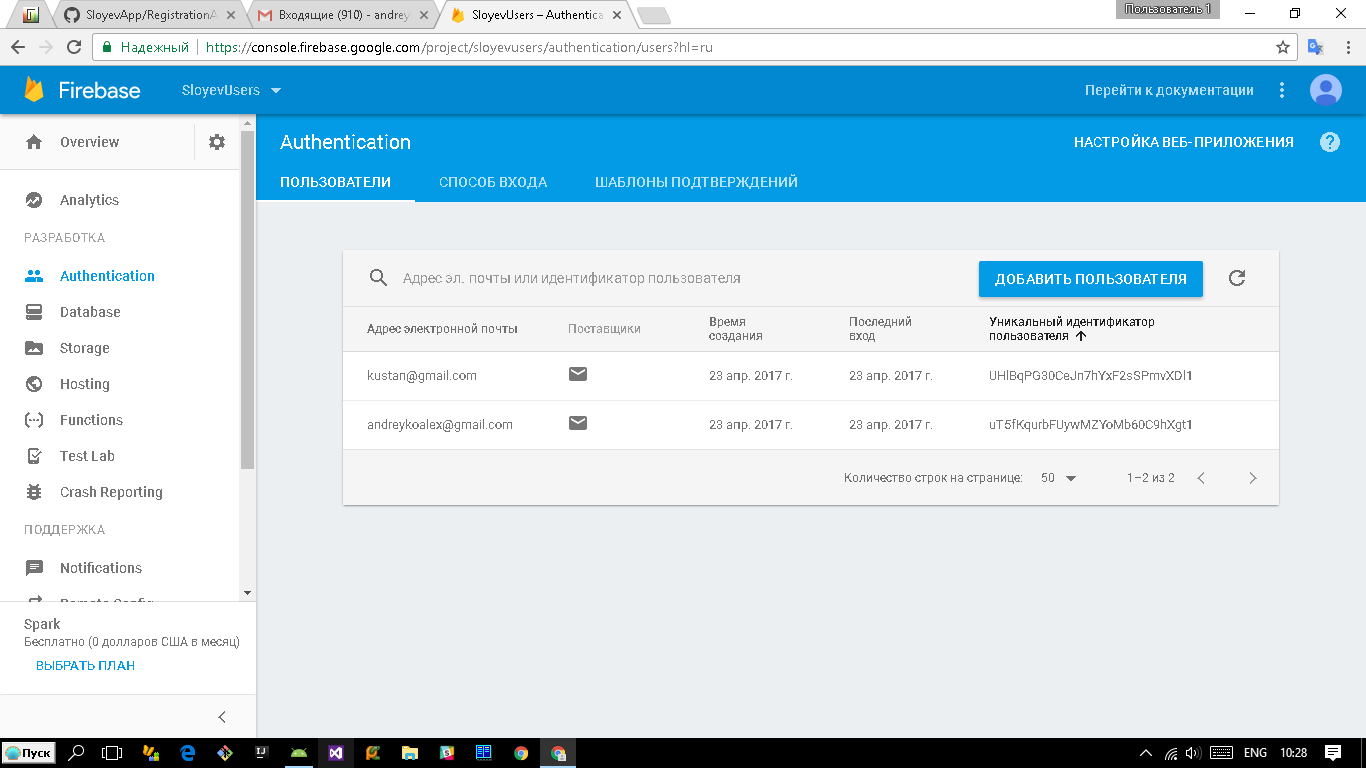 SloyevApp/RegistrationA
Входящие (910) - andrey
SloyevUsers – Authentica
Пользователь 1
Надежный
https://console.firebase.google.com/project/sloyevusers/authentication/users?hl=ru
Firebase
SloyevUsers
Перейти к документации
Overview
Authentication
НАСТРОЙКА ВЕБ-ПРИЛОЖЕНИЯ
ПОЛЬЗОВАТЕЛИ
СПОСОБ ВХОДА
ШАБЛОНЫ ПОДТВЕРЖДЕНИЙ
Analytics
РАЗРАБОТКА
Authentication
Database
Storage
Hosting
Functions
Test Lab
Crash Reporting
ПОДДЕРЖКА
Notifications
Remote Config
Spark
Бесплатно (0 долларов США в месяц)
ВЫБРАТЬ ПЛАН
Адрес эл. почты или идентификатор пользователя
ДОБАВИТЬ ПОЛЬЗОВАТЕЛЯ
Адрес электронной почты
Поставщики
Время создания
Последний вход
Уникальный идентификатор пользователя
kustan@gmail.com
23 апр. 2017 г.
23 апр. 2017 г.
UHlBqPG30CeJn7hYxF2sSPmvXDl1
andreykoalex@gmail.com
23 апр. 2017 г.
23 апр. 2017 г.
uT5fKqurbFUywMZYoMb60C9hXgt1
Количество строк на странице:
50
1–2 из 2
Пуск
ENG
10:28